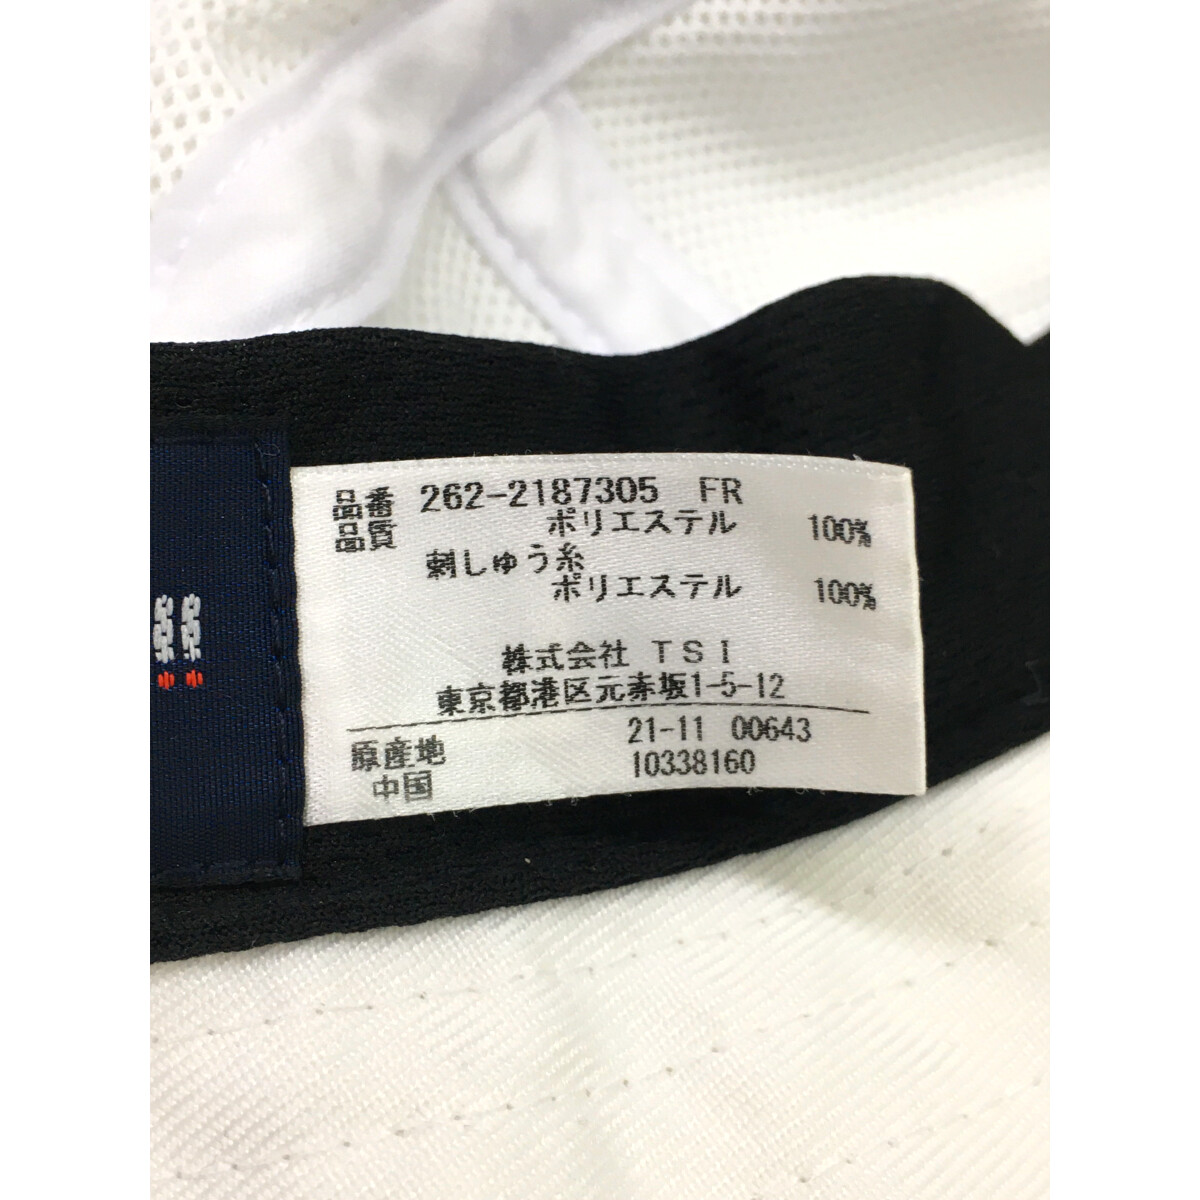 品番 262-2187305 FR
品質 ポリエステル 100%
刺しゅう糸
ポリエステル 100%
株式会社 TSI
東京都港区元赤坂1-5-12
21-11 00643
原産地 10338160
中国